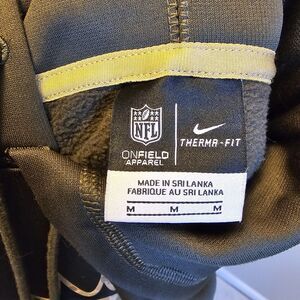 NFL
ONFIELD
APPAREL
THERMA-FIT
MADE IN SRI LANKA
FABRIQUE AU SRI LANKA
M M M